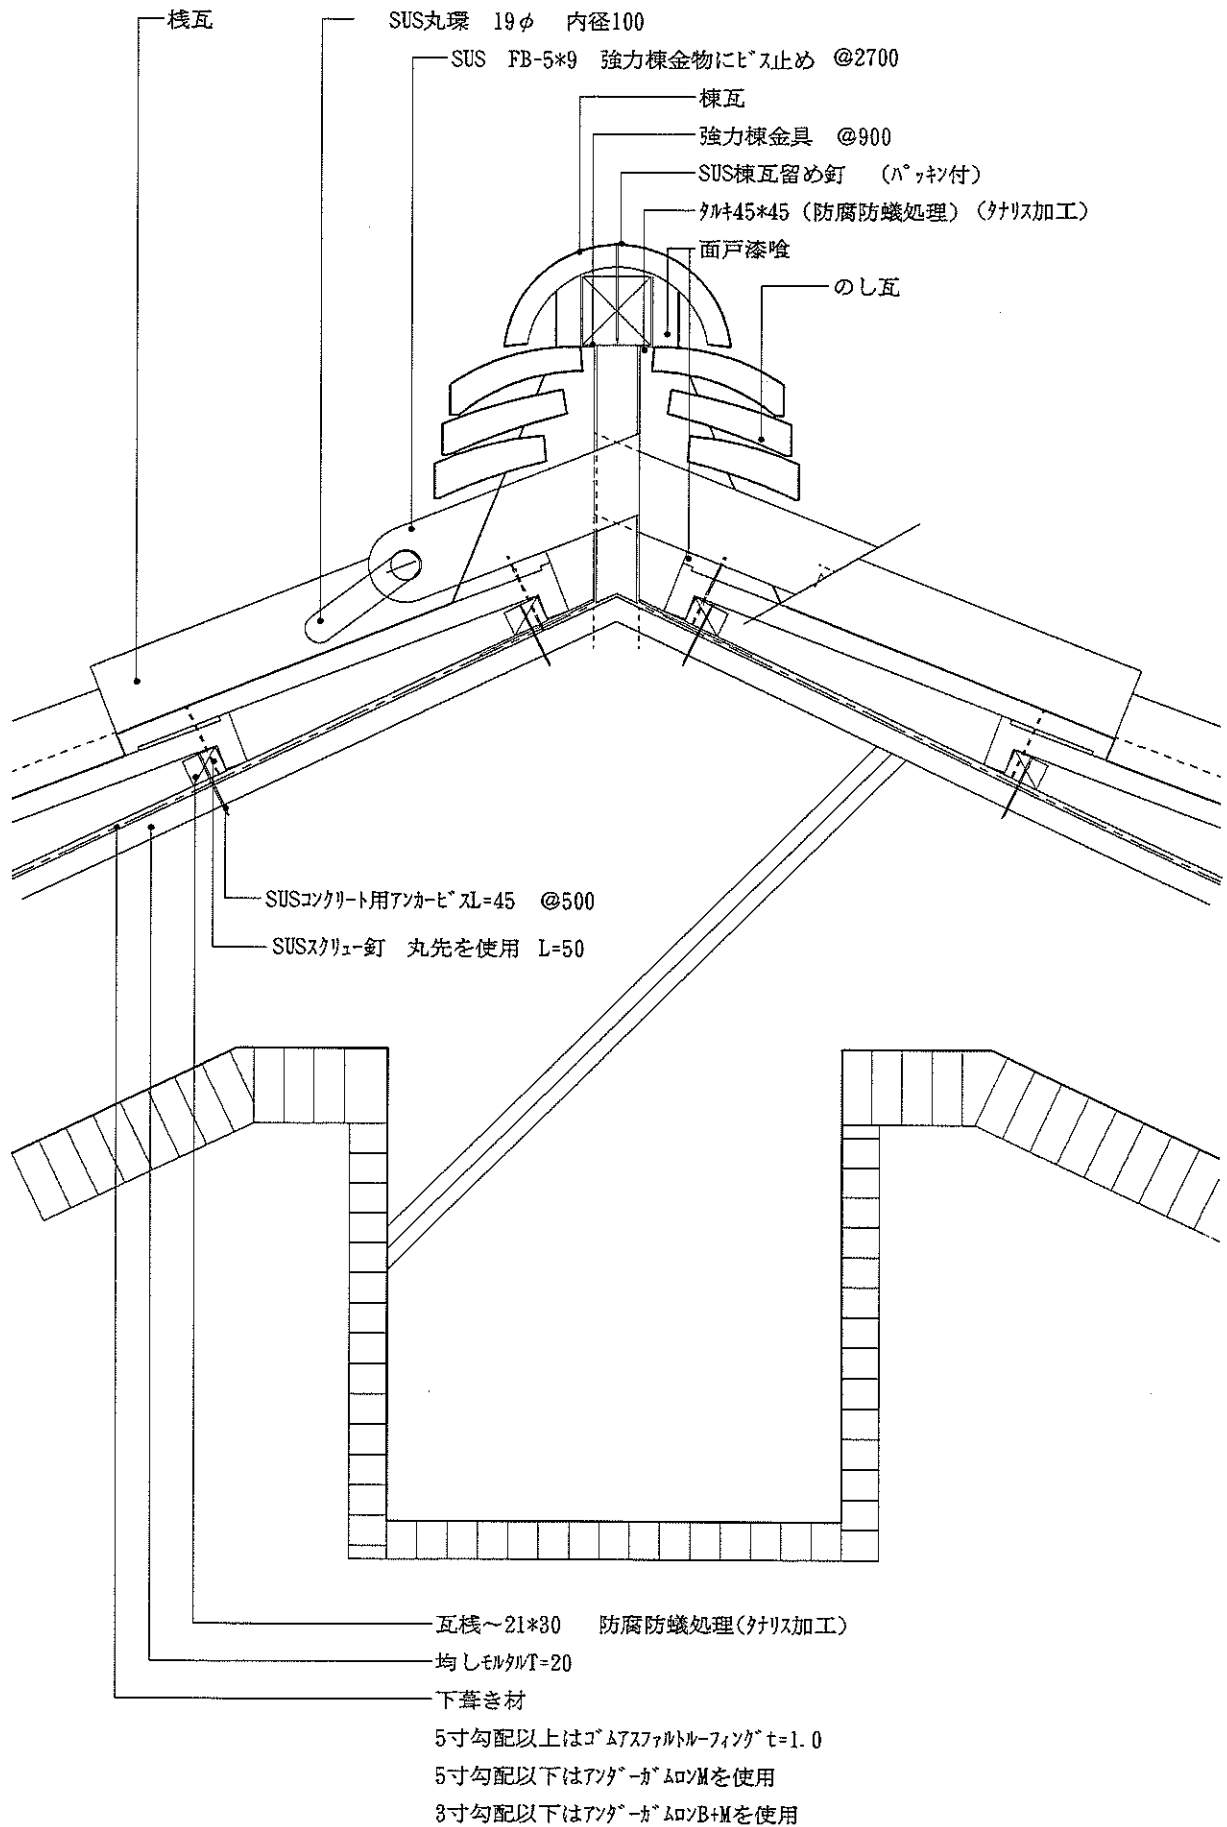 桟瓦
SUS丸環 19φ 内径100
SUS FB-5*9 強力棟金物にﾋﾞｽ止め @2700
棟瓦
強力棟金具 @900
SUS棟瓦留め釘 (ﾊﾟｯｷﾝ付)
ﾀﾙｷ45*45(防腐防蟻処理)(ﾀﾅﾘｽ加工)
面戸漆喰
のし瓦
SUSｺﾝｸﾘｰﾄ用ｱﾝｶｰﾋﾞｽL=45 @500
SUSｽｸﾘｭｰ釘 丸先を使用 L=50
瓦桟～21*30 防腐防蟻処理(ﾀﾅﾘｽ加工)
均しﾓﾙﾀﾙT=20
下葺き材
5寸勾配以上はｺﾞﾑｱｽﾌｧﾙﾄﾙｰﾌｨﾝｸﾞt=1.0
5寸勾配以下はｱﾝﾀﾞｰｶﾞﾑﾛﾝMを使用
3寸勾配以下はｱﾝﾀﾞｰｶﾞﾑﾛﾝB+Mを使用